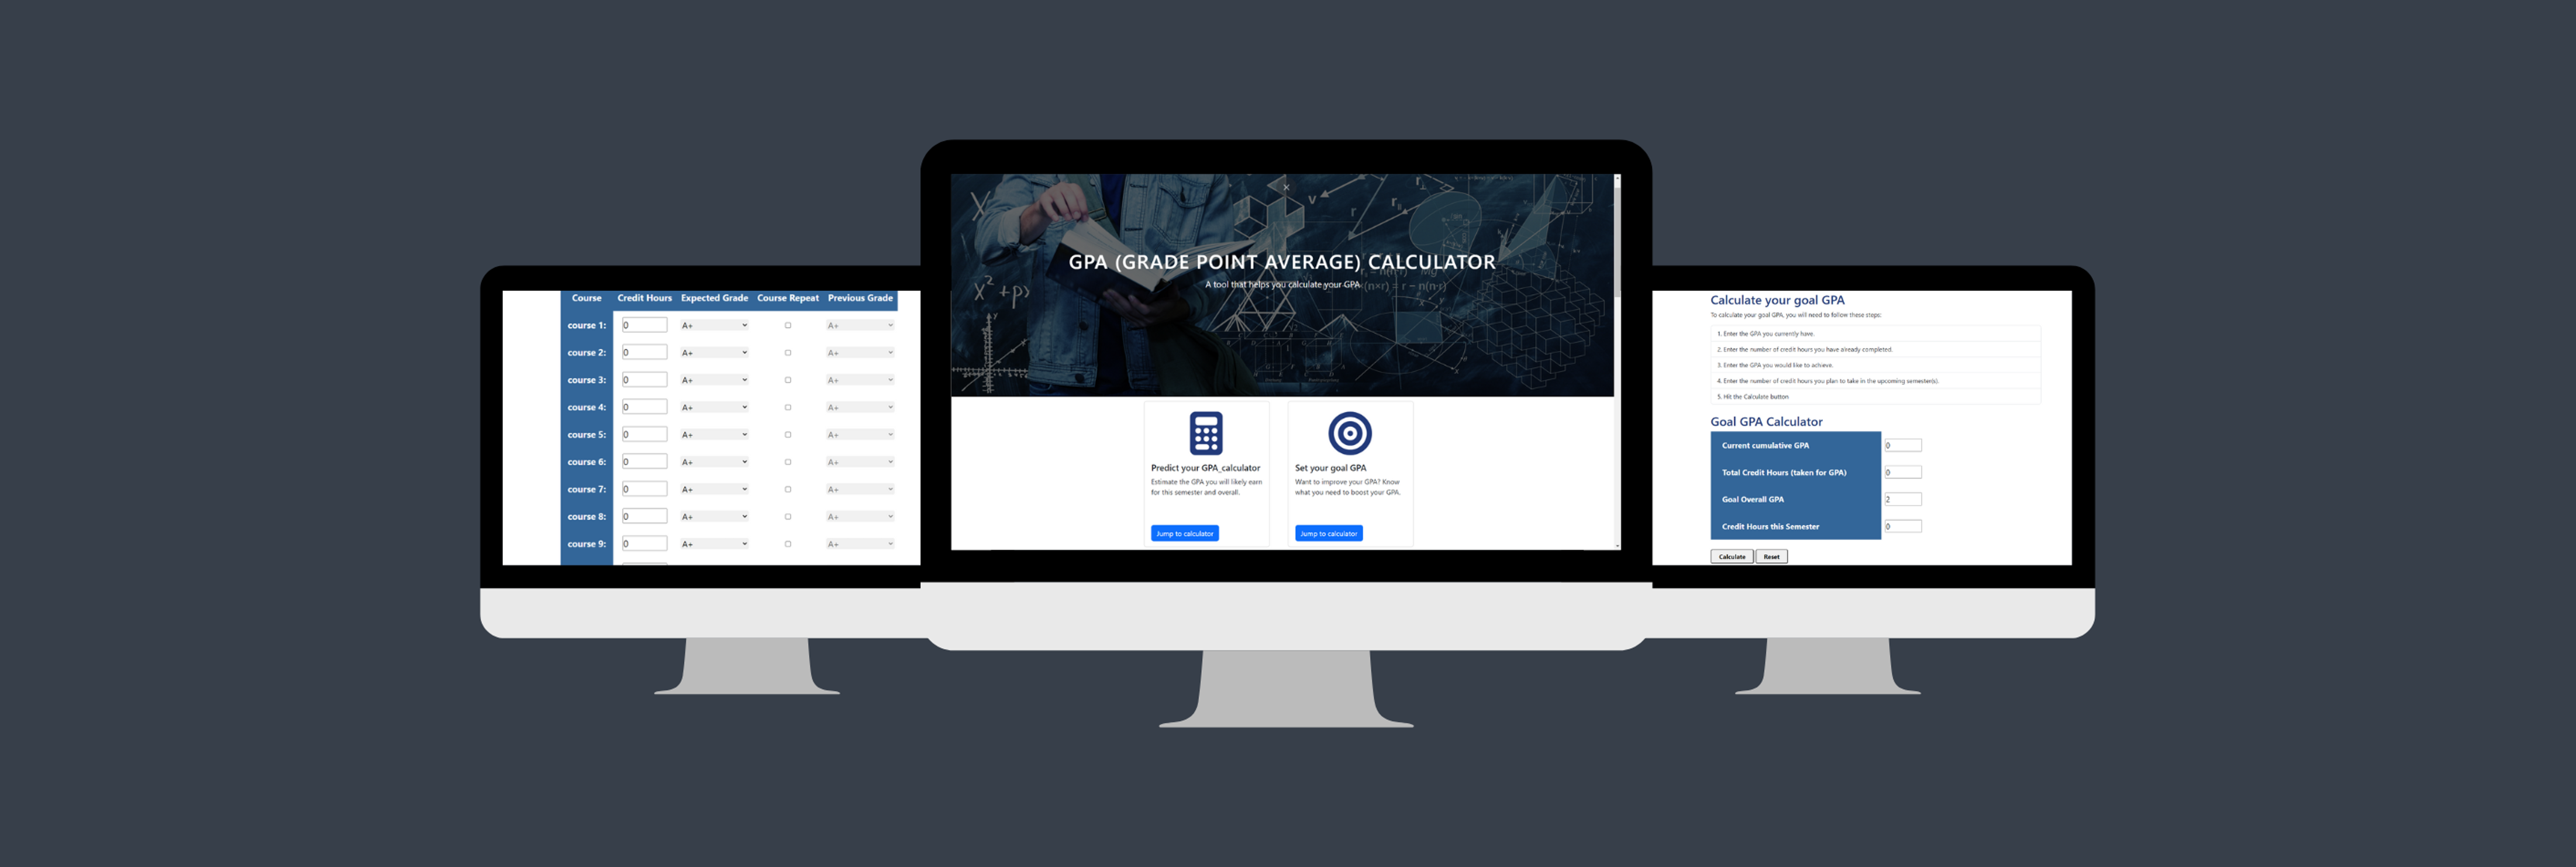 Course Credit Hours Expected Grade Course Repeat Previous Grade
course 1: 0 A+ A+
course 2: 0 A+ A+
course 3: 0 A+ A+
course 4: 0 A+ A+
course 5: 0 A+ A+
course 6: 0 A+ A+
course 7: 0 A+ A+
course 8: 0 A+ A+
course 9: 0 A+ A+
GPA (GRADE POINT AVERAGE) CALCULATOR
A tool that helps you calculate your GPA
Predict your GPA_calculator
Estimate the GPA you will likely earn
for this semester and overall.
Jump to calculator
Set your goal GPA
Want to improve your GPA? Know
what you need to boost your GPA.
Jump to calculator
Calculate your goal GPA
To calculate your goal GPA, you will need to follow these steps:
1. Enter the GPA you currently have.
2. Enter the number of credit hours you have already completed.
3. Enter the GPA you would like to achieve.
4. Enter the number of credit hours you plan to take in the upcoming semester(s).
5. Hit the Calculate button
Goal GPA Calculator
Current cumulative GPA 0
Total Credit Hours (taken for GPA) 0
Goal Overall GPA 2
Credit Hours this Semester 0
Calculate Reset